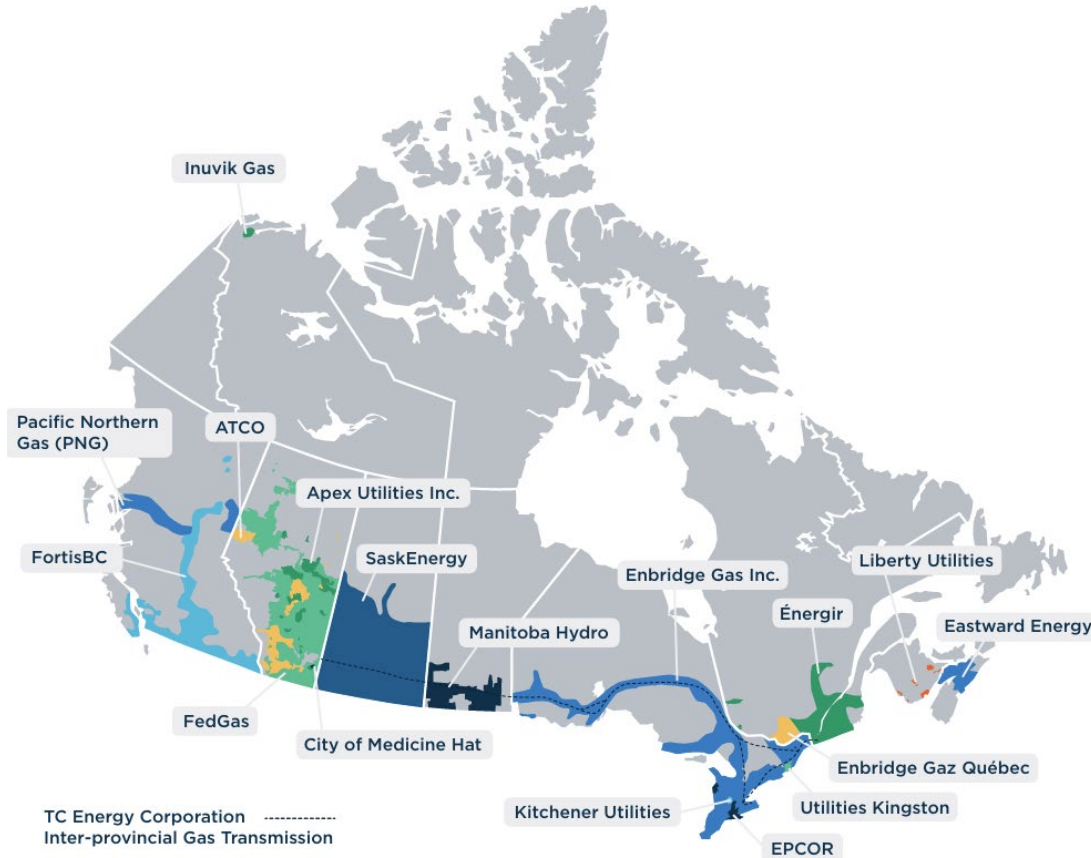 Inuvik Gas
Pacific Northern
Gas (PNG)
ATCO
Apex Utilities Inc.
FortisBC
SaskEnergy
Enbridge Gas Inc.
Liberty Utilities
Énergir
Manitoba Hydro
Eastward Energy
FedGas
City of Medicine Hat
Enbridge Gaz Québec
Kitchener Utilities
Utilities Kingston
EPCOR
TC Energy Corporation
Inter-provincial Gas Transmission